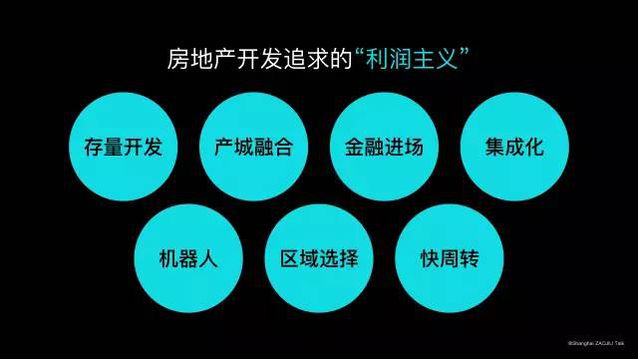 房地产开发追求的“利润主义”
存量开发 产城融合 金融进场 集成化
机器人 区域选择 快周转
©Shanghai ZAOJIU Talk